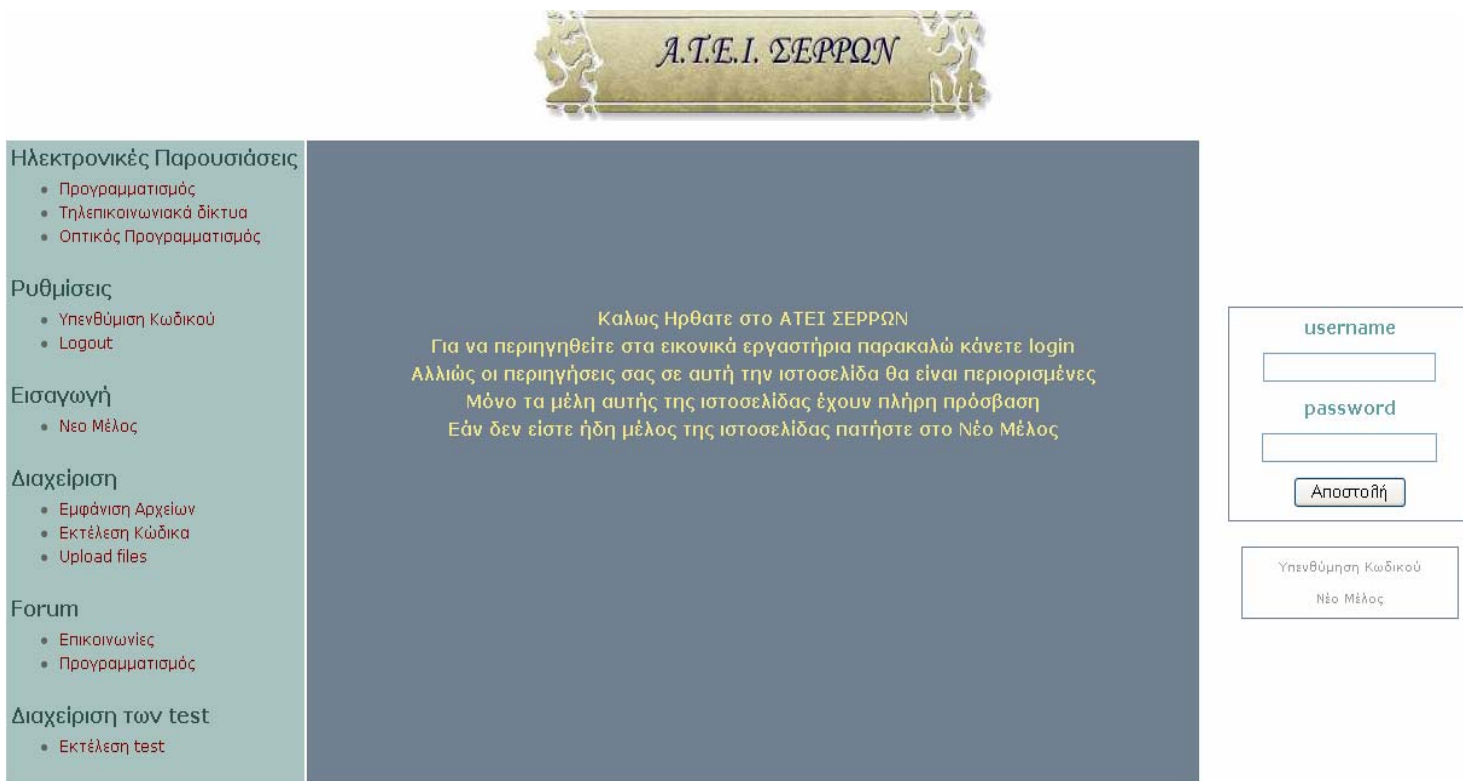 Α.Τ.Ε.Ι. ΣΕΡΡΩΝ
Ηλεκτρονικές Παρουσιάσεις
Προγραμματισμός
Τηλεπικοινωνιακά δίκτυα
Οπτικός Προγραμματισμός
Ρυθμίσεις
Υπενθύμιση Κωδικού
Logout
Εισαγωγή
Νεο Μέλος
Διαχείριση
Εμφάνιση Αρχείων
Εκτέλεση Κώδικα
Upload files
Forum
Επικοινωνίες
Προγραμματισμός
Διαχείριση των test
Εκτέλεση test
Καλως Ηρθατε στο ΑΤΕΙ ΣΕΡΡΩΝ
Για να περιηγηθείτε στα εικονικά εργαστήρια παρακαλώ κάνετε login
Αλλιώς οι περιηγήσεις σας σε αυτή την ιστοσελίδα θα είναι περιορισμένες
Μόνο τα μέλη αυτής της ιστοσελίδας έχουν πλήρη πρόσβαση
Εάν δεν είστε ήδη μέλος της ιστοσελίδας πατήστε στο Νέο Μέλος
username
password
Αποστολή
Υπενθύμηση Κωδικού
Νέο Μέλος